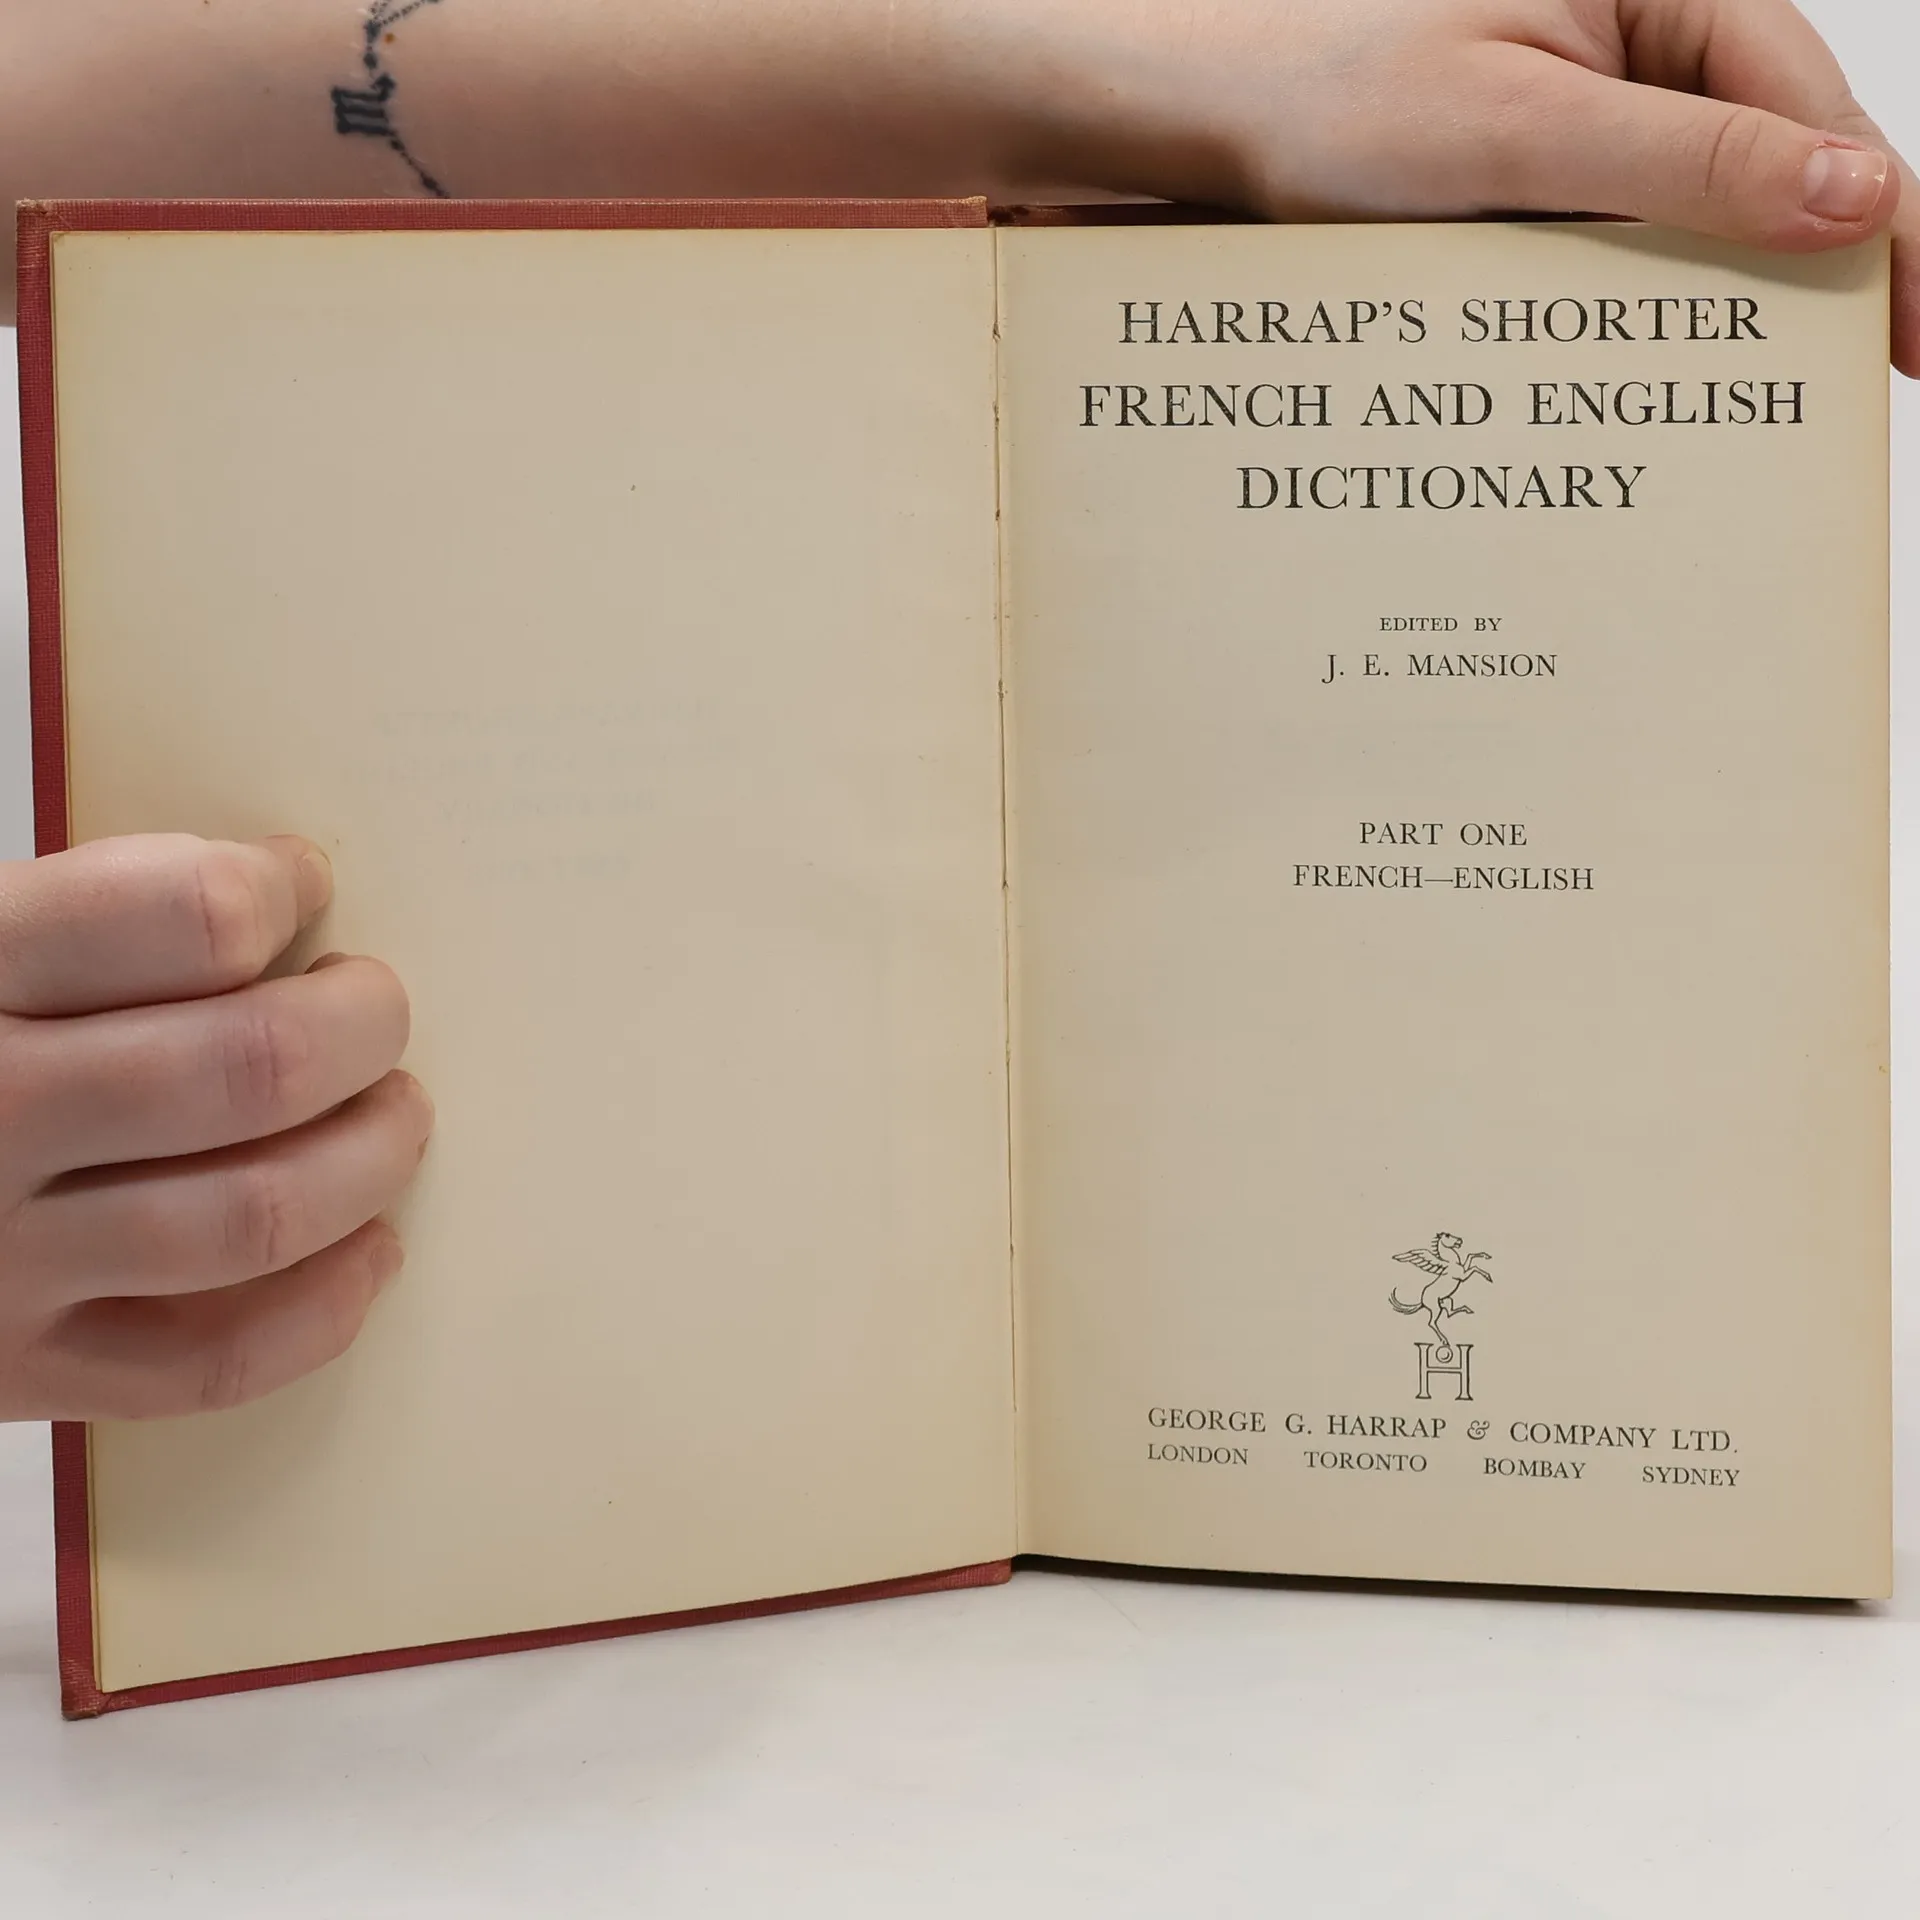 HARRAP'S SHORTER
FRENCH AND ENGLISH
DICTIONARY
EDITED BY
J. E. MANSION
PART ONE
FRENCH—ENGLISH
H
GEORGE G. HARRAP & COMPANY LTD.
LONDON TORONTO BOMBAY SYDNEY